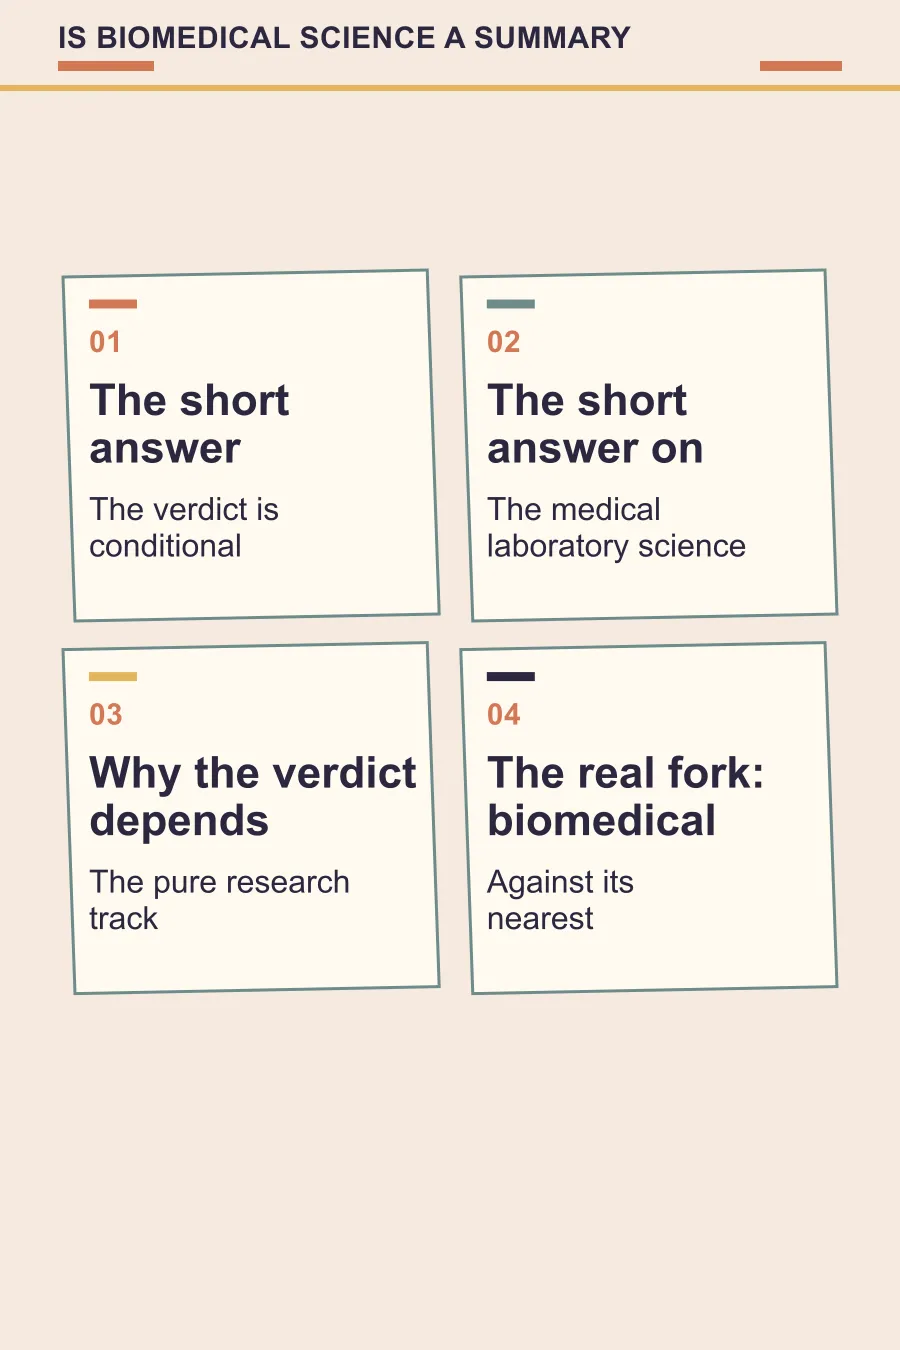 IS BIOMEDICAL SCIENCE A SUMMARY
01
The short
answer
The verdict is
conditional
02
The short
answer on
The medical
laboratory science
03
Why the verdict
depends
The pure research
track
04
The real fork:
biomedical
Against its
nearest